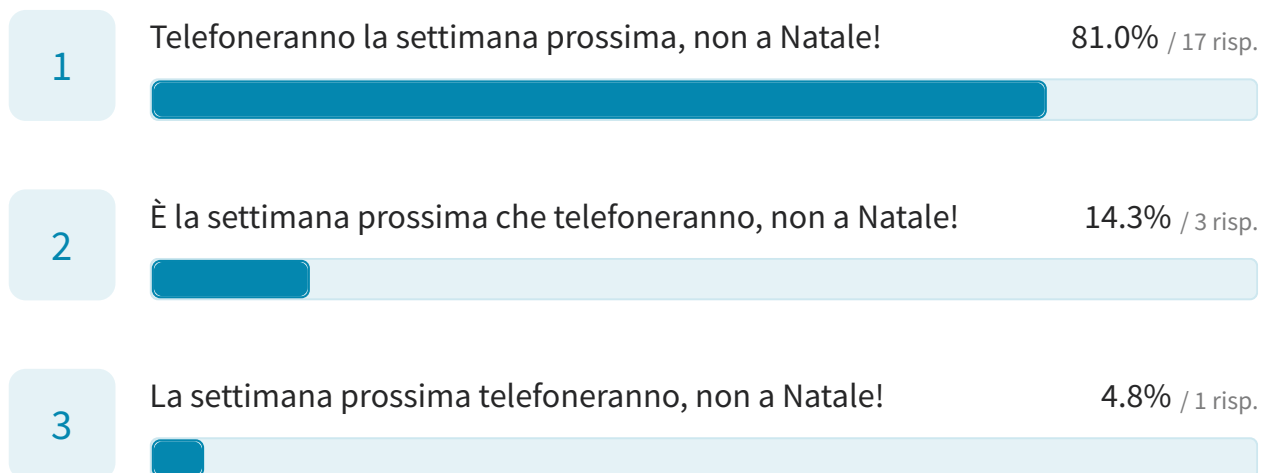 1
Telefoneranno la settimana prossima, non a Natale!
81.0% / 17 risp.
2
È la settimana prossima che telefoneranno, non a Natale!
14.3% / 3 risp.
3
La settimana prossima telefoneranno, non a Natale!
4.8% / 1 risp.